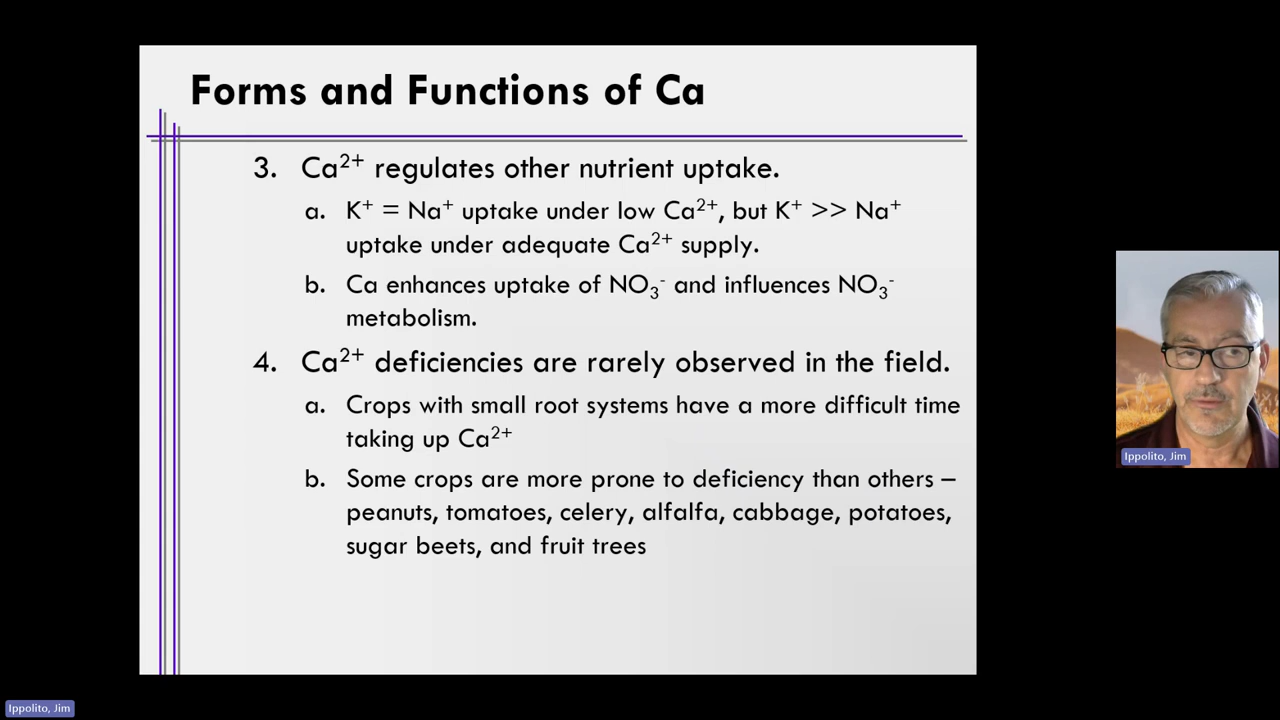 Forms and Functions of Ca
3. Ca²⁺ regulates other nutrient uptake.
a. K⁺ = Na⁺ uptake under low Ca²⁺, but K⁺ >> Na⁺
uptake under adequate Ca²⁺ supply.
b. Ca enhances uptake of NO₃⁻ and influences NO₃⁻
metabolism.
4. Ca²⁺ deficiencies are rarely observed in the field.
a. Crops with small root systems have a more difficult time
taking up Ca²⁺
b. Some crops are more prone to deficiency than others –
peanuts, tomatoes, celery, alfalfa, cabbage, potatoes,
sugar beets, and fruit trees
Ippolito, Jim
Ippolito, Jim